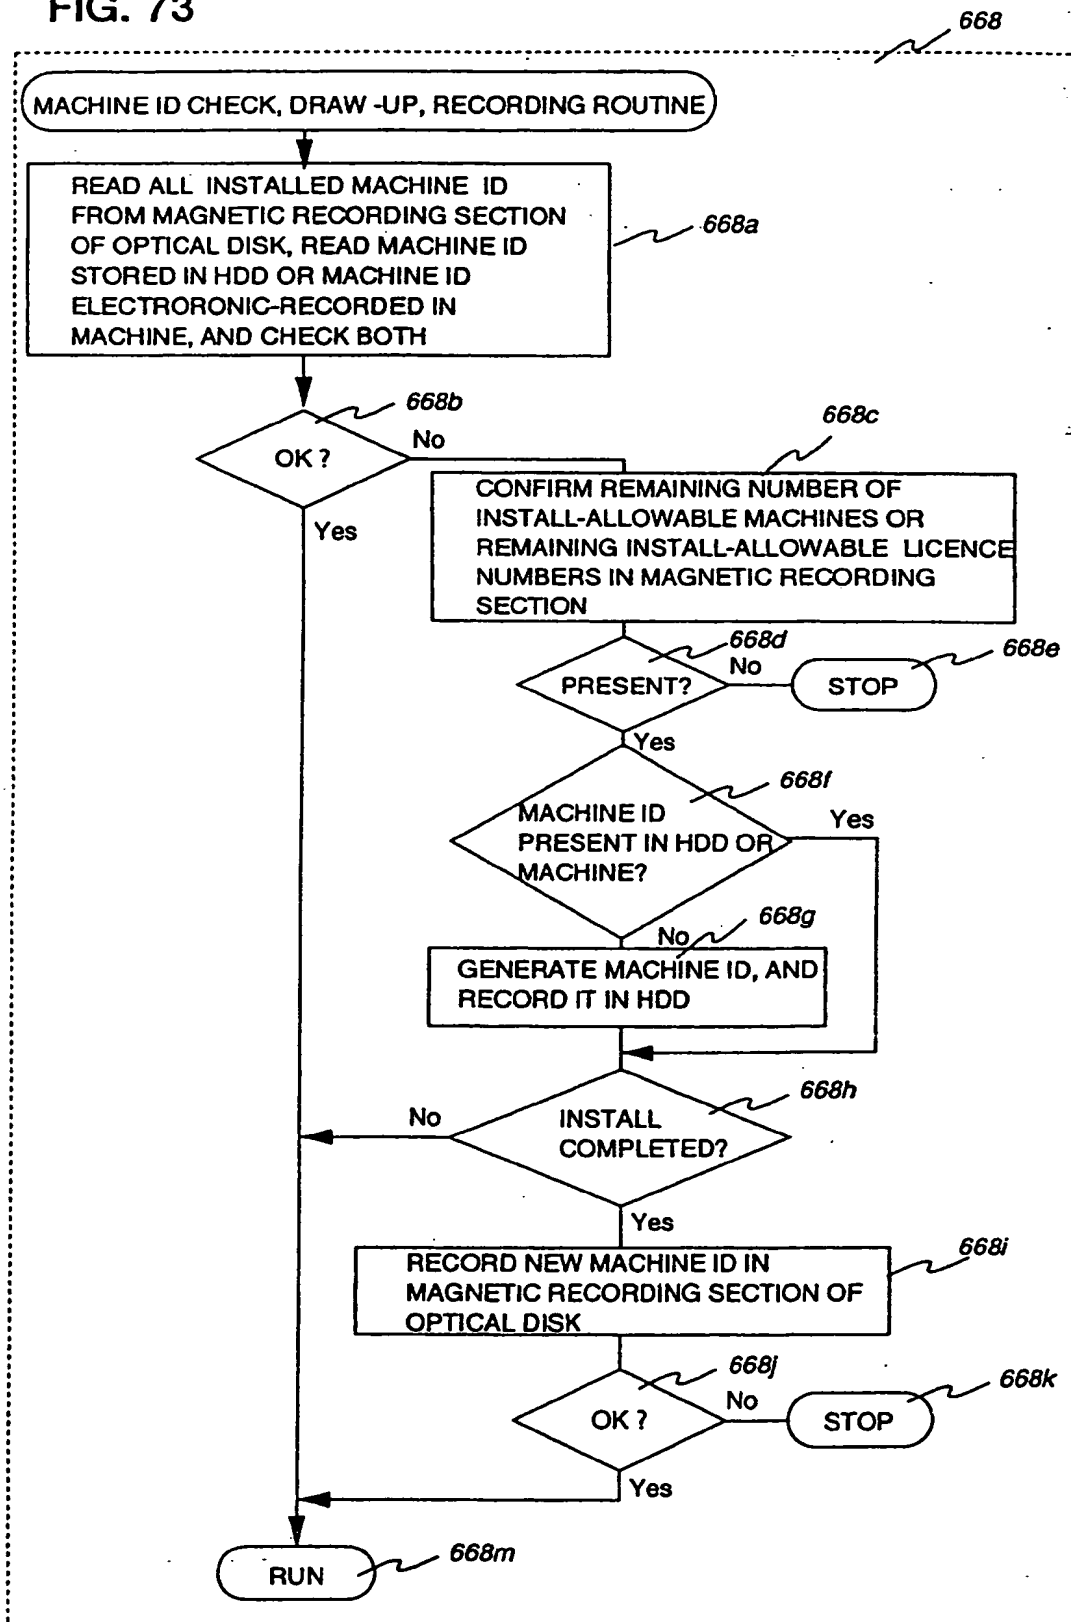 FIG. 73
668
MACHINE ID CHECK, DRAW -UP, RECORDING ROUTINE
READ ALL INSTALLED MACHINE ID
FROM MAGNETIC RECORDING SECTION
OF OPTICAL DISK, READ MACHINE ID
STORED IN HDD OR MACHINE ID
ELECTRORONIC-RECORDED IN
MACHINE, AND CHECK BOTH
668a
668b
OK ?
No
Yes
668c
CONFIRM REMAINING NUMBER OF
INSTALL-ALLOWABLE MACHINES OR
REMAINING INSTALL-ALLOWABLE LICENCE
NUMBERS IN MAGNETIC RECORDING
SECTION
668d
PRESENT?
No
668e
STOP
Yes
668f
MACHINE ID
PRESENT IN HDD OR
MACHINE?
Yes
No
668g
GENERATE MACHINE ID, AND
RECORD IT IN HDD
668h
INSTALL
COMPLETED?
No
Yes
668i
RECORD NEW MACHINE ID IN
MAGNETIC RECORDING SECTION OF
OPTICAL DISK
668j
OK ?
No
668k
STOP
Yes
RUN
668m